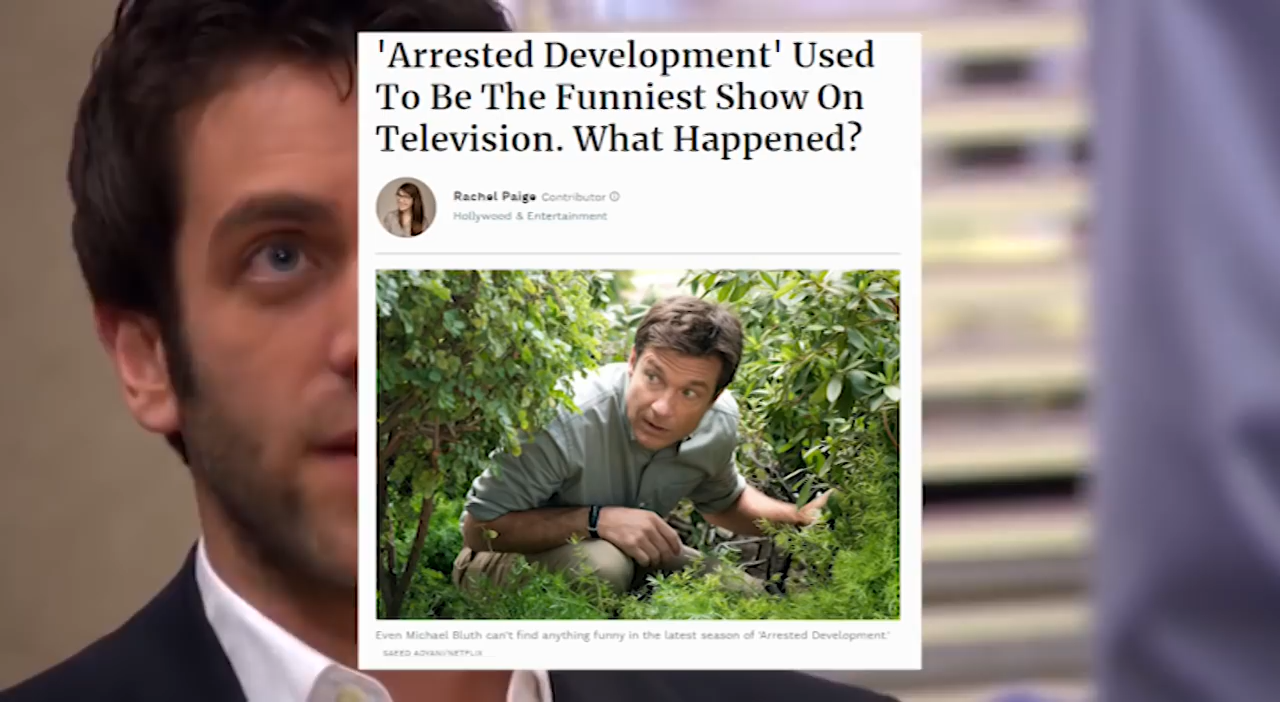 'Arrested Development' Used
To Be The Funniest Show On
Television. What Happened?
Rachel Paige Contributor
Hollywood & Entertainment
Even Michael Bluth can't find anything funny in the latest season of 'Arrested Development.'
SAEED ADYANI/NETFLIX